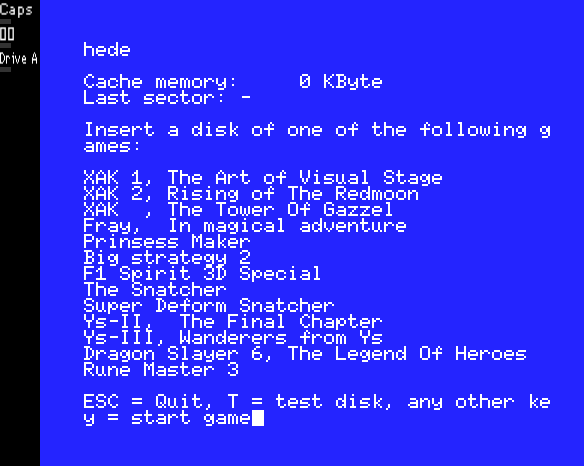 Caps
Drive A
hede
Cache memory:     0 KByte
Last sector: -
Insert a disk of one of the following g
ames:
XAK 1, The Art of Visual Stage
XAK 2, Rising of The Redmoon
XAK  , The Tower Of Gazzel
Fray,  In magical adventure
Prinsess Maker
Big strategy 2
F1 Spirit 3D Special
The Snatcher
Super Deform Snatcher
Ys-II,  The Final Chapter
Ys-III, Wanderers from Ys
Dragon Slayer 6, The Legend Of Heroes
Rune Master 3
ESC = Quit, T = test disk, any other ke
y = start game